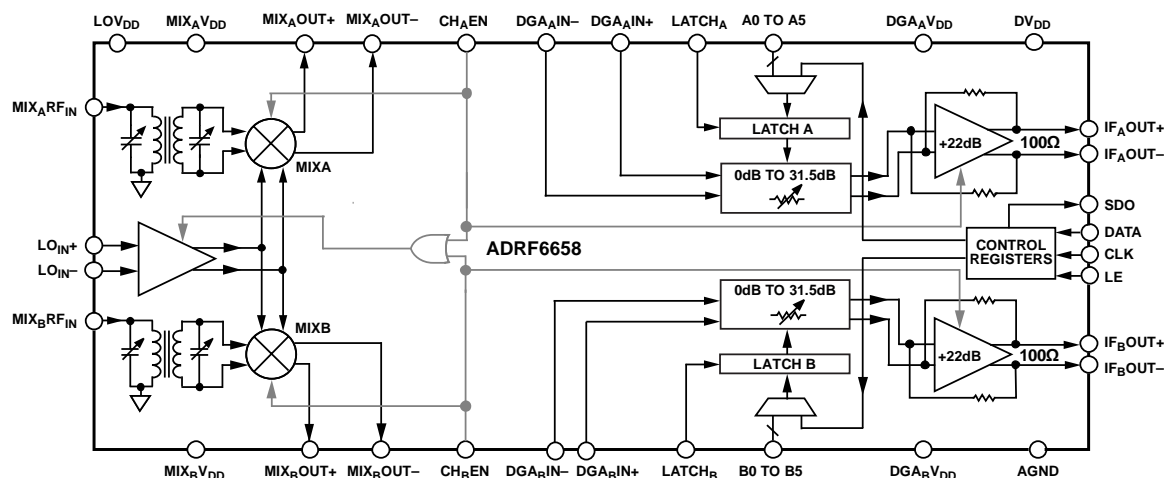 LOVDD MIXAVDD MIXAOUT+ MIXAOUT– CHAEN DGAAIN– DGAAIN+ LATCHA A0 TO A5 DGAAVDD DVDD
MIXARFIN
MIXA
LATCH A
0dB TO 31.5dB
+22dB
100Ω
IFAOUT+
IFAOUT–
SDO
DATA
CLK
LE
CONTROL
REGISTERS
LOIN+
LOIN–
ADRF6658
MIXBRFIN
MIXB
0dB TO 31.5dB
LATCH B
+22dB
100Ω
IFBOUT+
IFBOUT–
MIXBVDD MIXBOUT+ MIXBOUT– CHBEN DGABIN– DGABIN+ LATCHB B0 TO B5 DGABVDD AGND